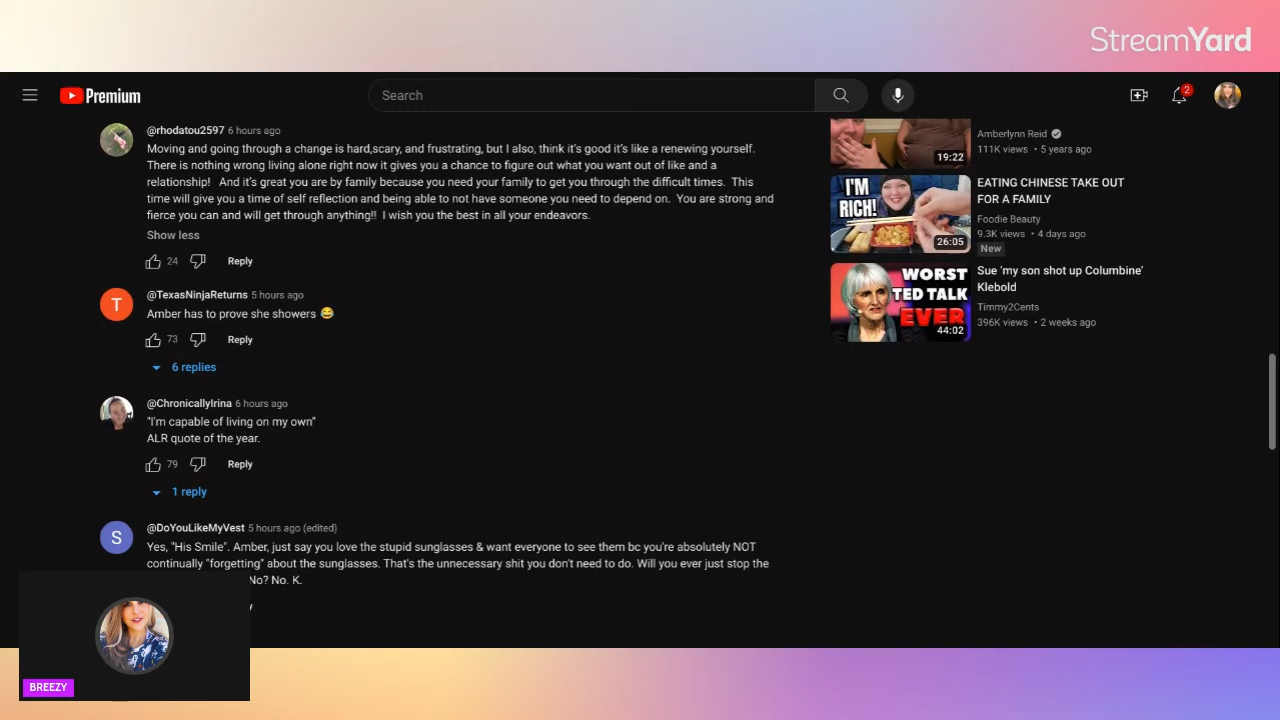 StreamYard
Premium
Search
2
@rhodatou2597 6 hours ago
Moving and going through a change is hard,scary, and frustrating, but I also, think it's good it's like a renewing yourself.
There is nothing wrong living alone right now it gives you a chance to figure out what you want out of like and a
relationship! And it's great you are by family because you need your family to get you through the difficult times. This
time will give you a time of self reflection and being able to not have someone you need to depend on. You are strong and
fierce you can and will get through anything!! I wish you the best in all your endeavors.
Show less
24 Reply
T
@TexasNinjaReturns 5 hours ago
Amber has to prove she showers 😂
73 Reply
6 replies
@ChronicallyIrina 6 hours ago
"I'm capable of living on my own"
ALR quote of the year.
79 Reply
1 reply
S
@DoYouLikeMyVest 5 hours ago (edited)
Yes, "His Smile". Amber, just say you love the stupid sunglasses & want everyone to see them bc you're absolutely NOT
continually "forgetting" about the sunglasses. That's the unnecessary shit you don't need to do. Will you ever just stop the
No? No. K.
19:22
Amberlynn Reid
111K views • 5 years ago
I'M
RICH!
26:05
EATING CHINESE TAKE OUT
FOR A FAMILY
Foodie Beauty
9.3K views • 4 days ago
New
WORST
TED TALK
EVER
44:02
Sue 'my son shot up Columbine'
Klebold
Timmy2Cents
396K views • 2 weeks ago
BREEZY